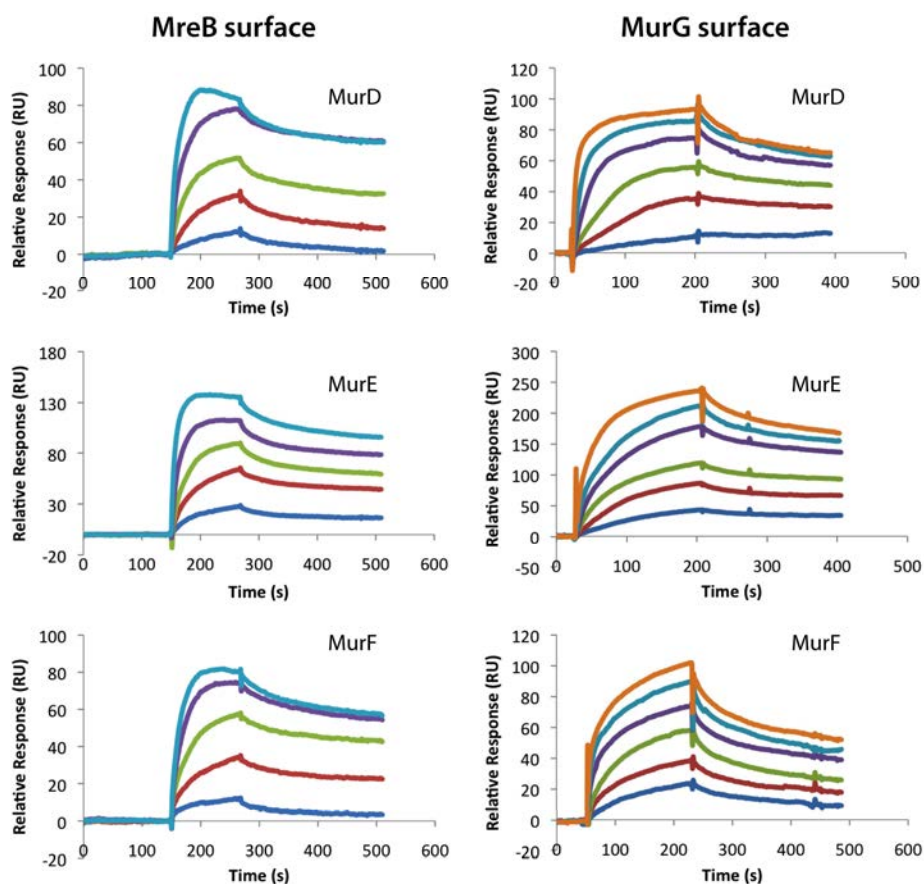 MreB surface
MurG surface
MurD
Relative Response (RU)
100
80
60
40
20
0
-20
0 100 200 300 400 500 600
Time (s)
MurD
Relative Response (RU)
120
100
80
60
40
20
0
-20
0 100 200 300 400 500
Time (s)
MurE
Relative Response (RU)
180
130
80
30
-20
0 100 200 300 400 500 600
Time (s)
MurE
Relative Response (RU)
300
250
200
150
100
50
0
-50
0 100 200 300 400 500
Time (s)
MurF
Relative Response (RU)
100
80
60
40
20
0
-20
0 100 200 300 400 500 600
Time (s)
MurF
Relative Response (RU)
120
100
80
60
40
20
0
-20
0 100 200 300 400 500 600
Time (s)